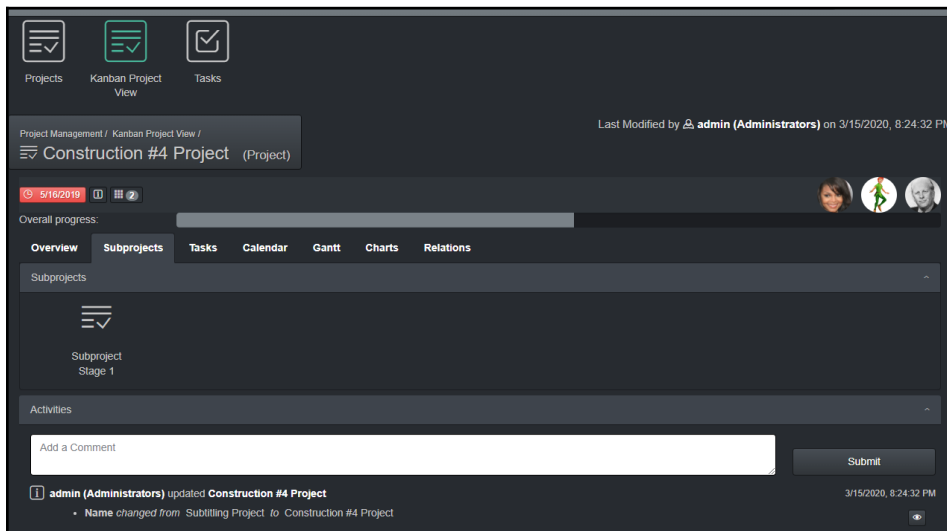 Projects
Kanban Project
View
Tasks
Project Management / Kanban Project View /
Construction #4 Project (Project)
Last Modified by admin (Administrators) on 3/15/2020, 8:24:32 PM
5/16/2019
2
Overall progress:
Overview Subprojects Tasks Calendar Gantt Charts Relations
Subprojects
Subproject
Stage 1
Activities
Add a Comment
Submit
admin (Administrators) updated Construction #4 Project
3/15/2020, 8:24:32 PM
• Name changed from Subtitling Project to Construction #4 Project